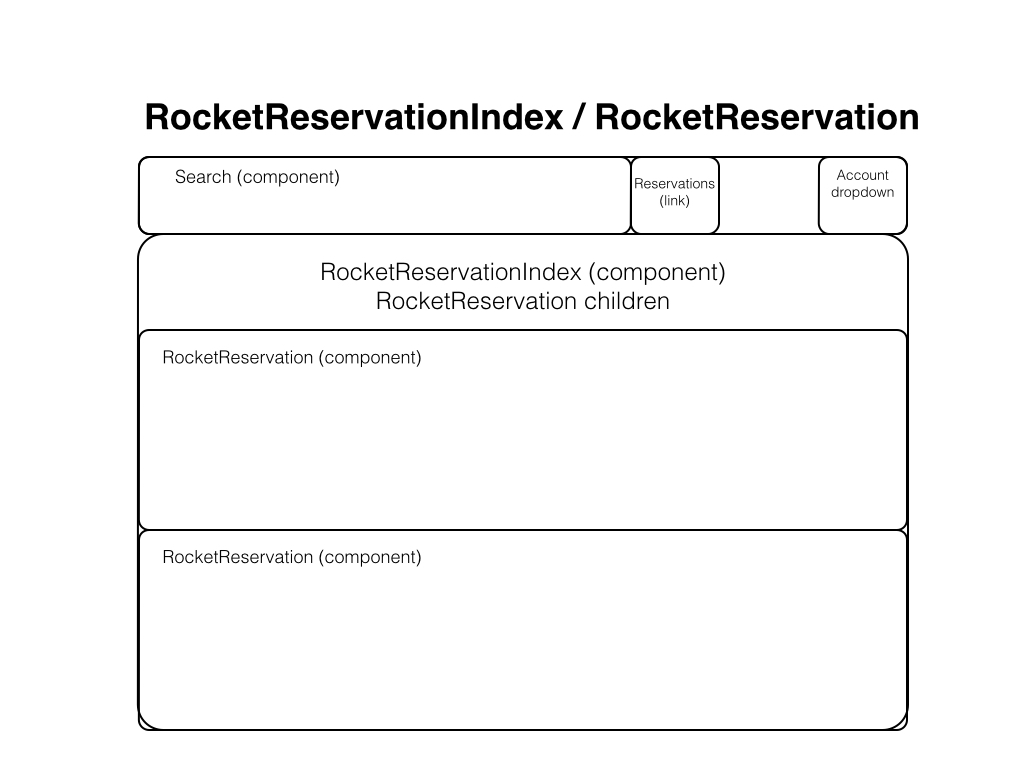 RocketReservationIndex / RocketReservation
Search (component)
Reservations
(link)
Account
dropdown
RocketReservationIndex (component)
RocketReservation children
RocketReservation (component)
RocketReservation (component)